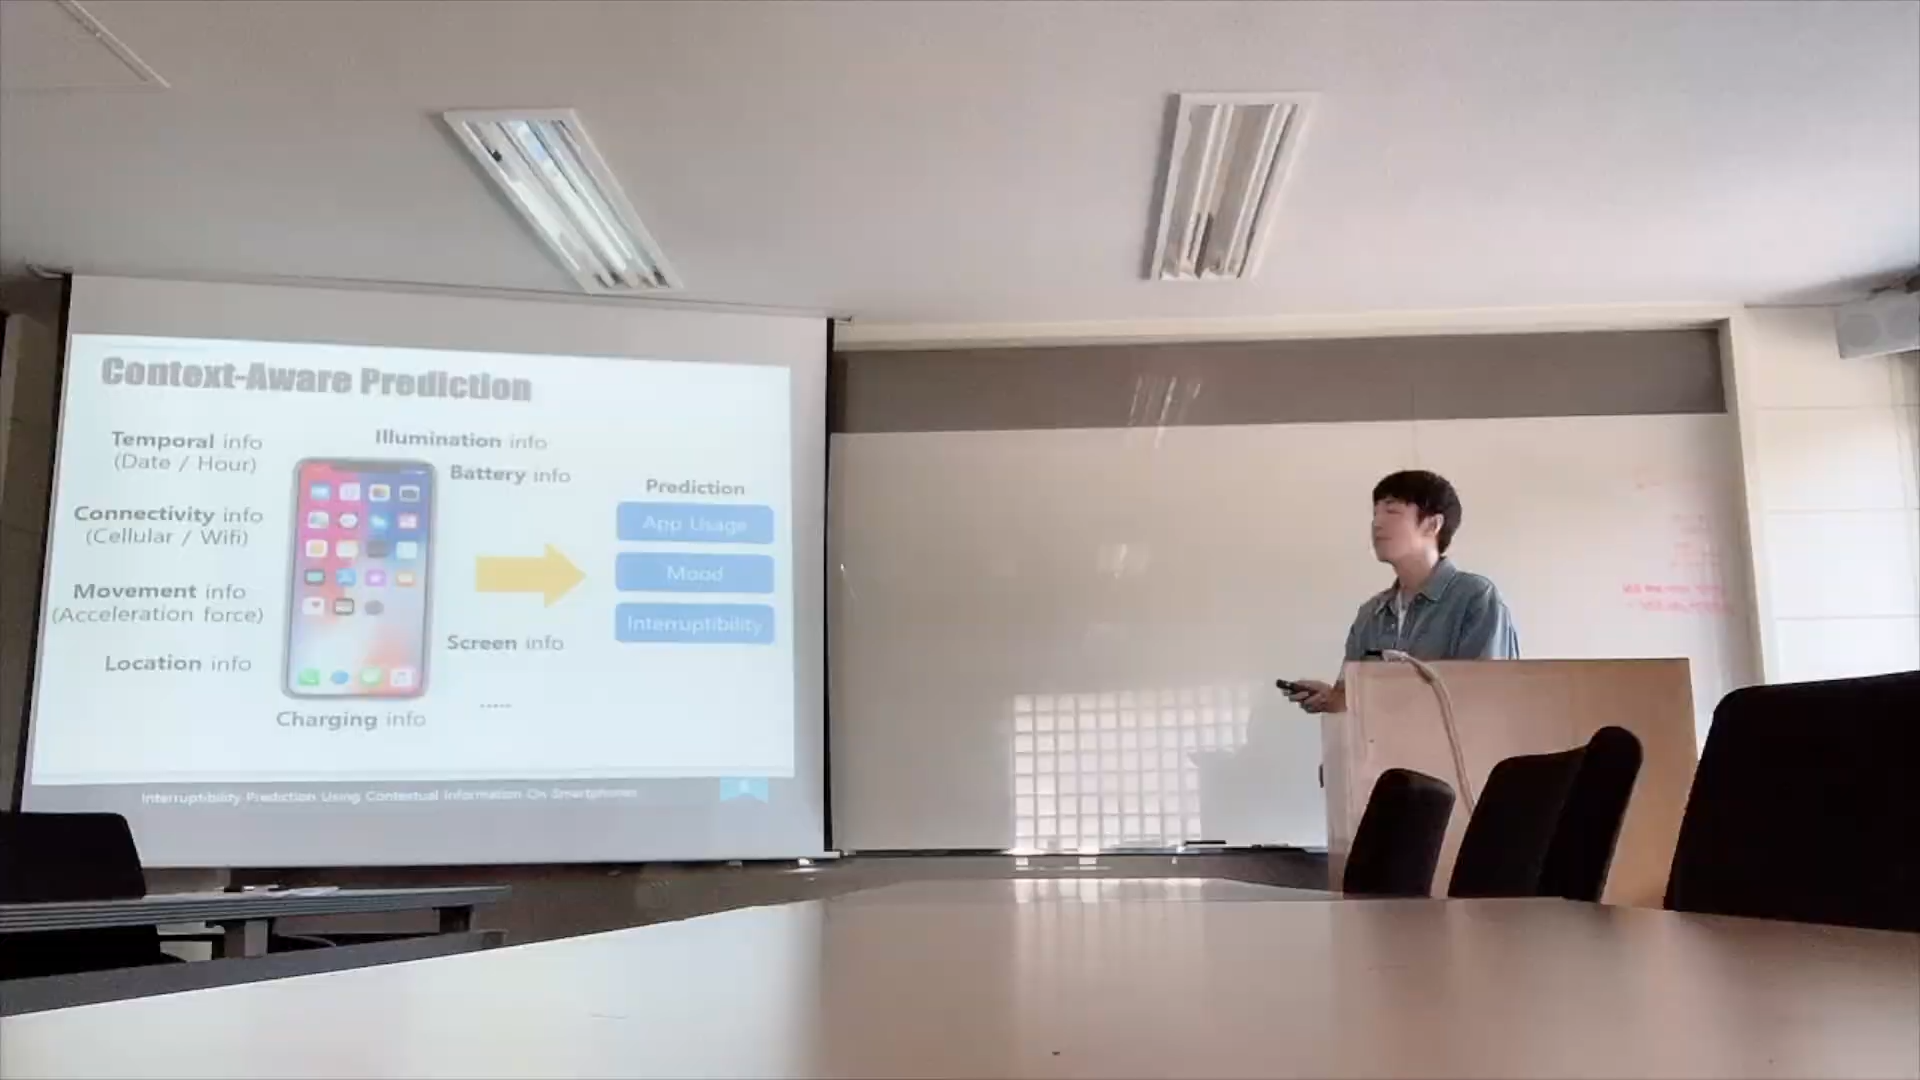 Context-Aware Prediction
Temporal info
(Date / Hour)
Illumination info
Battery info
Connectivity info
(Cellular / Wifi)
Movement info
(Acceleration force)
Location info
Charging info
Screen info
.....
Prediction
App Usage
Mood
Interruptibility
Interruptibility Prediction Using Contextual Information On Smartphones